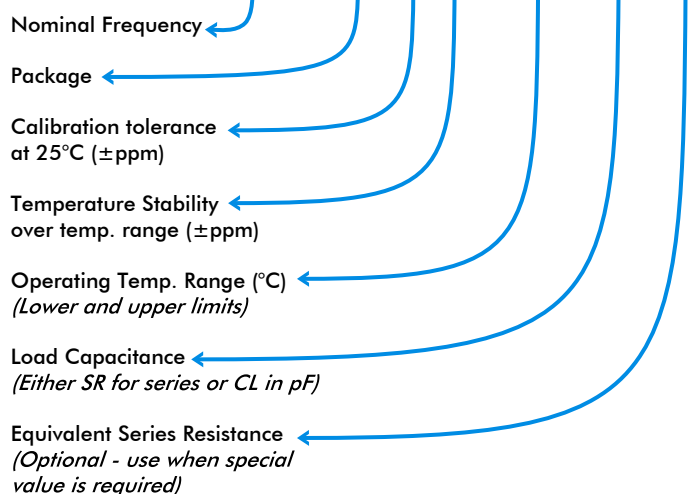 Nominal Frequency
Package
Calibration tolerance
at 25°C (±ppm)
Temperature Stability
over temp. range (±ppm)
Operating Temp. Range (°C)
(Lower and upper limits)
Load Capacitance
(Either SR for series or CL in pF)
Equivalent Series Resistance
(Optional - use when special
value is required)